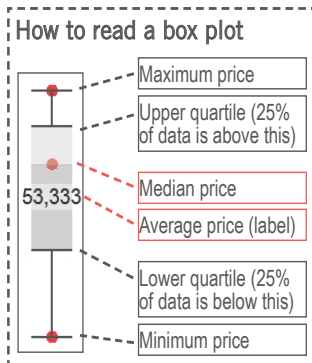 How to read a box plot
Maximum price
Upper quartile (25%
of data is above this)
Median price
53,333
Average price (label)
Lower quartile (25%
of data is below this)
Minimum price